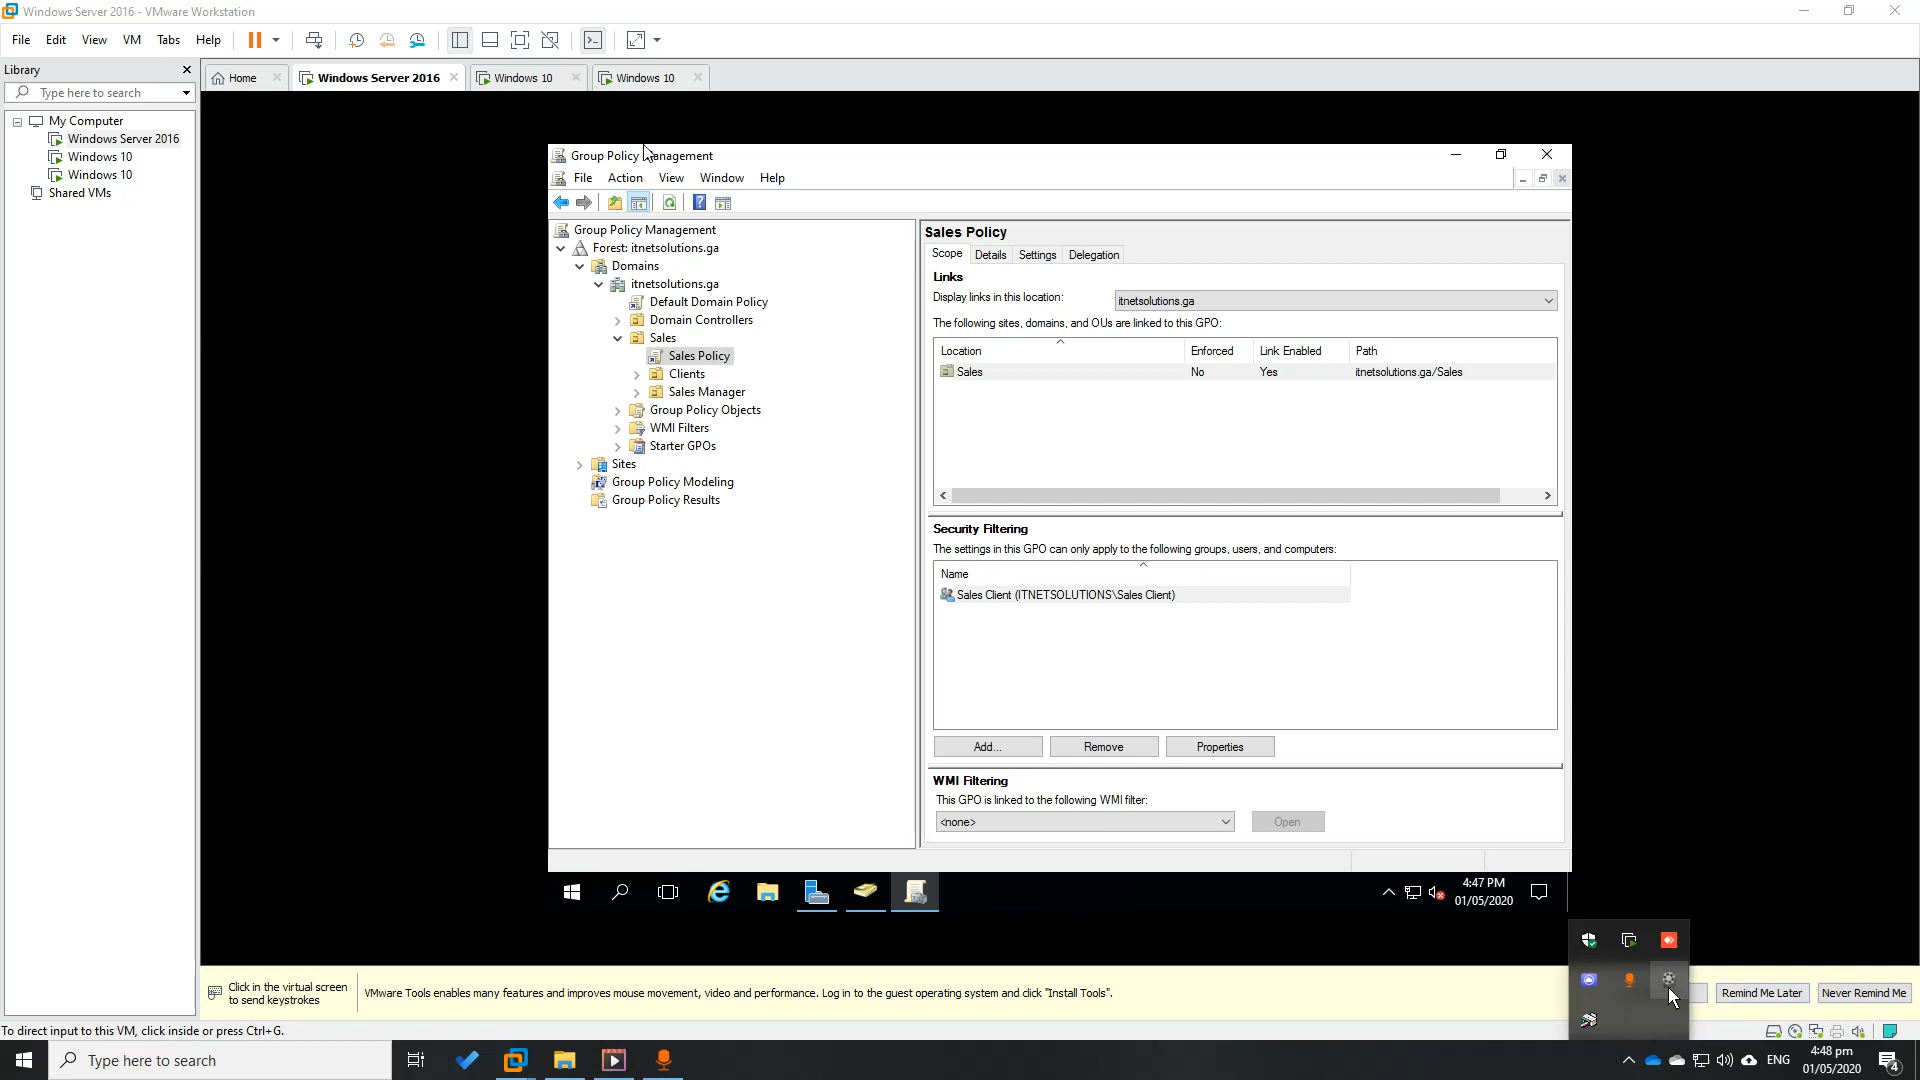 Windows Server 2016 - VMware Workstation
File Edit View VM Tabs Help
Library
Type here to search
My Computer
Windows Server 2016
Windows 10
Windows 10
Shared VMs
Home
Windows Server 2016
Windows 10
Windows 10
Group Policy Management
File Action View Window Help
Group Policy Management
Forest: itnetsolutions.ga
Domains
itnetsolutions.ga
Default Domain Policy
Domain Controllers
Sales
Sales Policy
Clients
Sales Manager
Group Policy Objects
WMI Filters
Starter GPOs
Sites
Group Policy Modeling
Group Policy Results
Sales Policy
Scope Details Settings Delegation
Links
Display links in this location: itnetsolutions.ga
The following sites, domains, and OUs are linked to this GPO:
Location Enforced Link Enabled Path
Sales No Yes itnetsolutions.ga/Sales
Security Filtering
The settings in this GPO can only apply to the following groups, users, and computers:
Name
Sales Client (ITNETSOLUTIONS\Sales Client)
Add... Remove Properties
WMI Filtering
This GPO is linked to the following WMI filter:
<none> Open
4:47 PM
01/05/2020
Click in the virtual screen
to send keystrokes
VMware Tools enables many features and improves mouse movement, video and performance. Log in to the guest operating system and click "Install Tools".
Remind Me Later Never Remind Me
To direct input to this VM, click inside or press Ctrl+G.
Type here to search
ENG
4:48 pm
01/05/2020
4